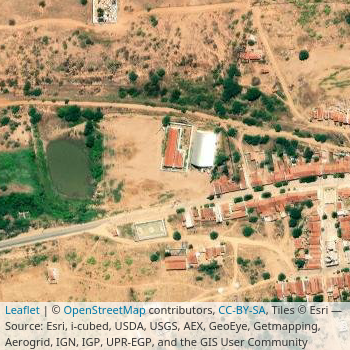 Leaflet | © OpenStreetMap contributors, CC-BY-SA, Tiles © Esri —
Source: Esri, i-cubed, USDA, USGS, AEX, GeoEye, Getmapping,
Aerogrid, IGN, IGP, UPR-EGP, and the GIS User Community